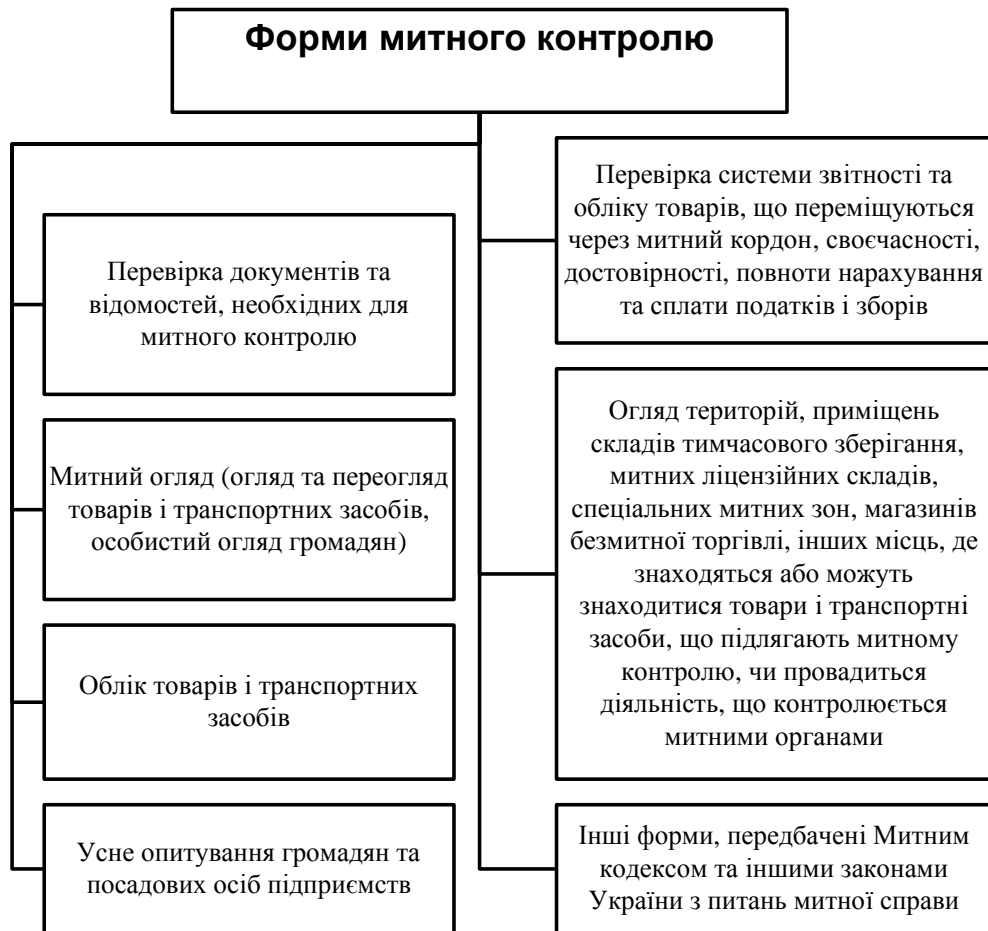 Форми митного контролю
Перевірка документів та
відомостей, необхідних для
митного контролю
Митний огляд (огляд та переогляд
товарів і транспортних засобів,
особистий огляд громадян)
Облік товарів і транспортних
засобів
Усне опитування громадян та
посадових осіб підприємств
Перевірка системи звітності та
обліку товарів, що переміщуються
через митний кордон, своєчасності,
достовірності, повноти нарахування
та сплати податків і зборів
Огляд територій, приміщень
складів тимчасового зберігання,
митних ліцензійних складів,
спеціальних митних зон, магазинів
безмитної торгівлі, інших місць, де
знаходяться або можуть
знаходитися товари і транспортні
засоби, що підлягають митному
контролю, чи провадиться
діяльність, що контролюється
митними органами
Інші форми, передбачені Митним
кодексом та іншими законами
України з питань митної справи